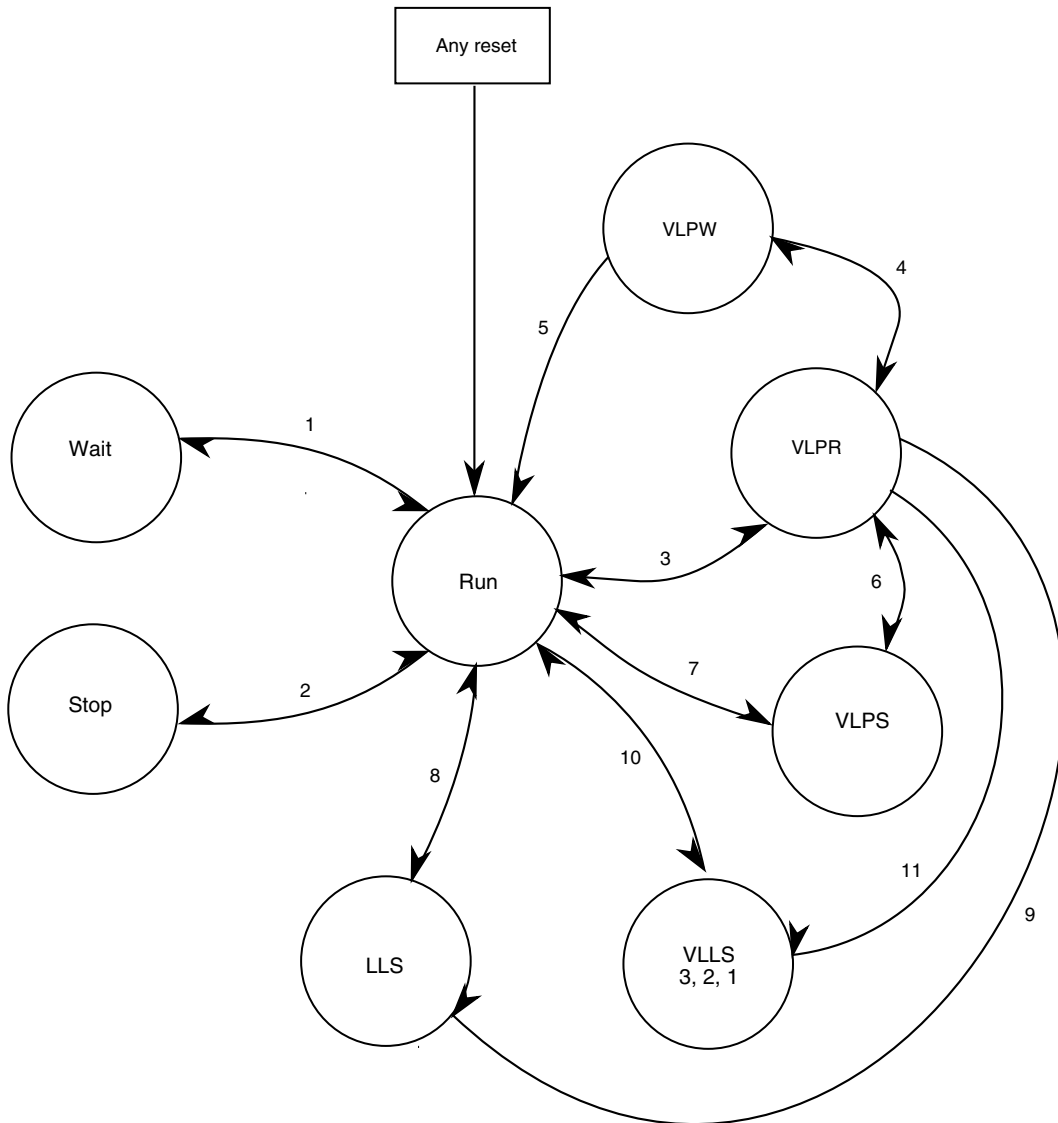 Any reset
VLPW
4
5
Wait
1
VLPR
3
Run
6
7
Stop
2
VLPS
8
10
11
9
LLS
VLLS
3, 2, 1